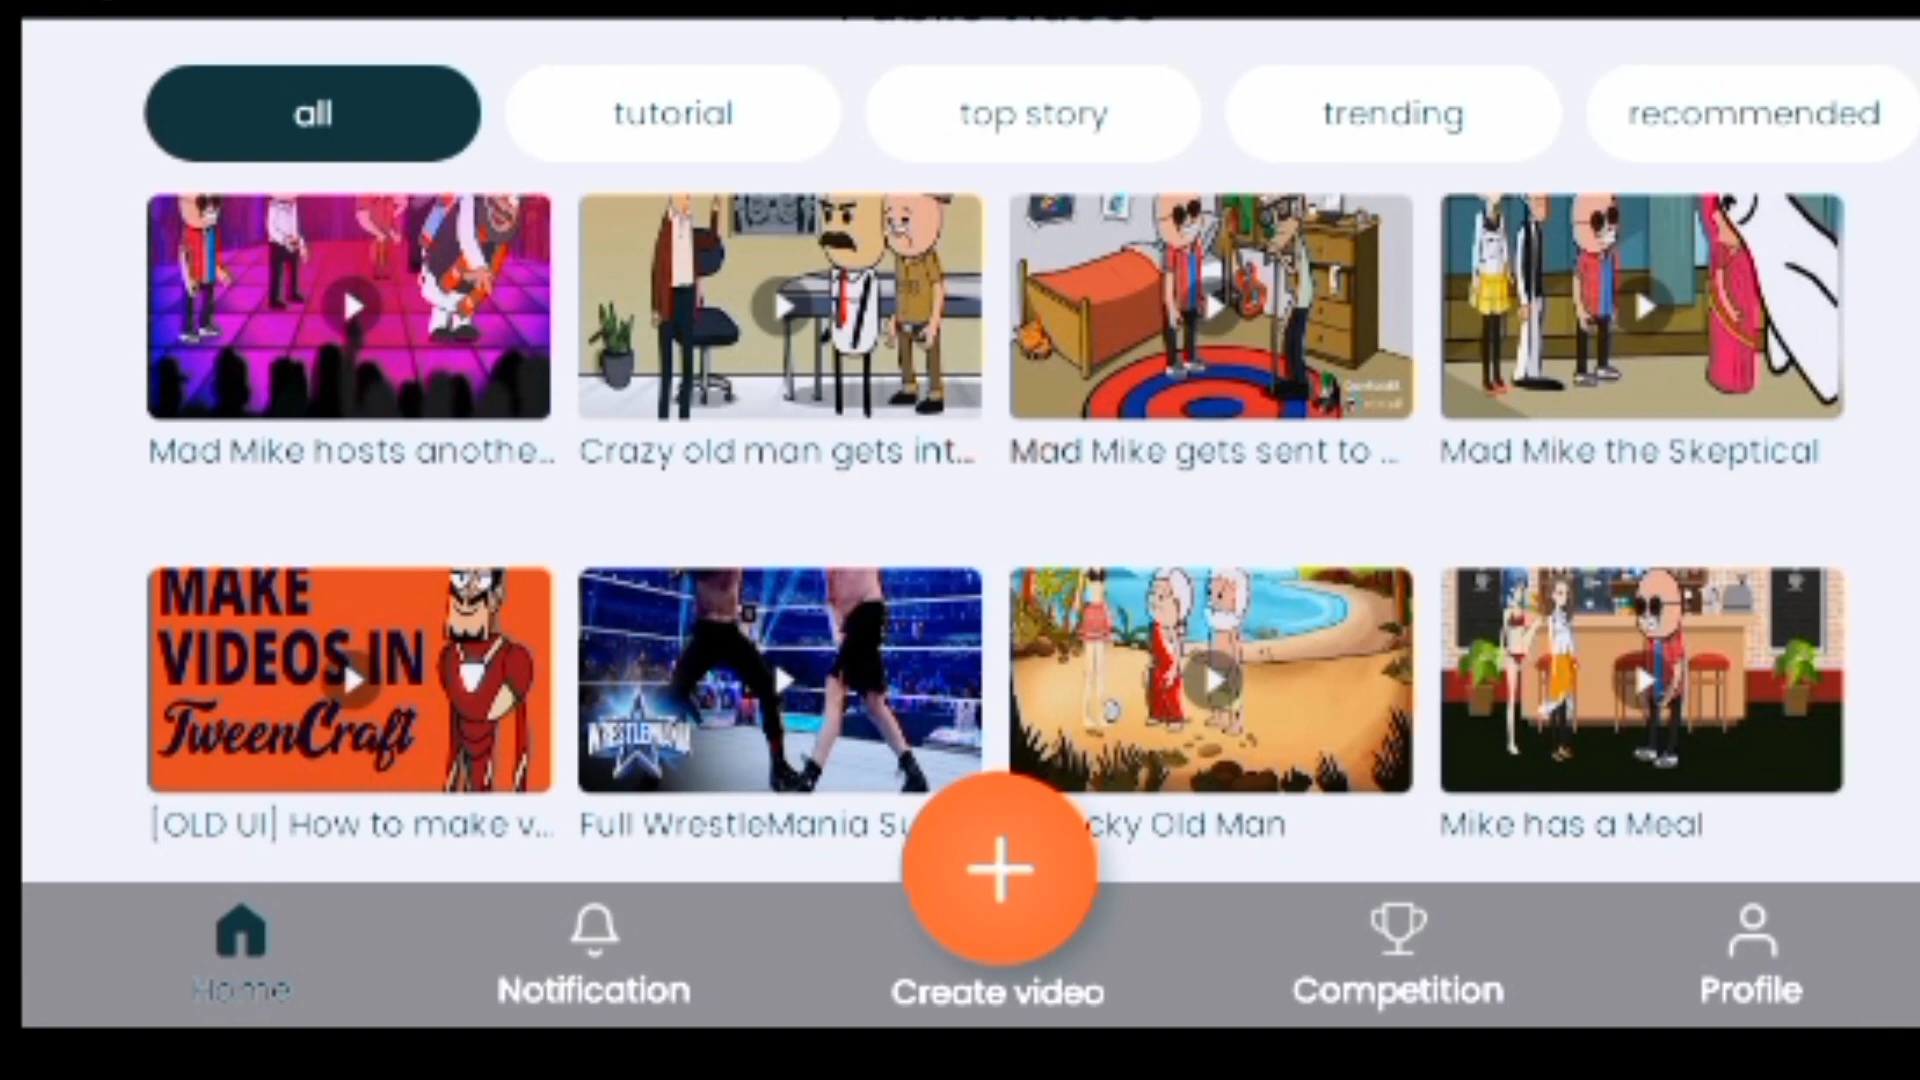 all
tutorial
top story
trending
recommended
Mad Mike hosts anothe...
Crazy old man gets int...
Mad Mike gets sent to ...
Mad Mike the Skeptical
MAKE
VIDEOS IN
TweenCraft
WRESTLEMANIA
[OLD UI] How to make v...
Full WrestleMania Su
cky Old Man
Mike has a Meal
Home
Notification
Create video
Competition
Profile